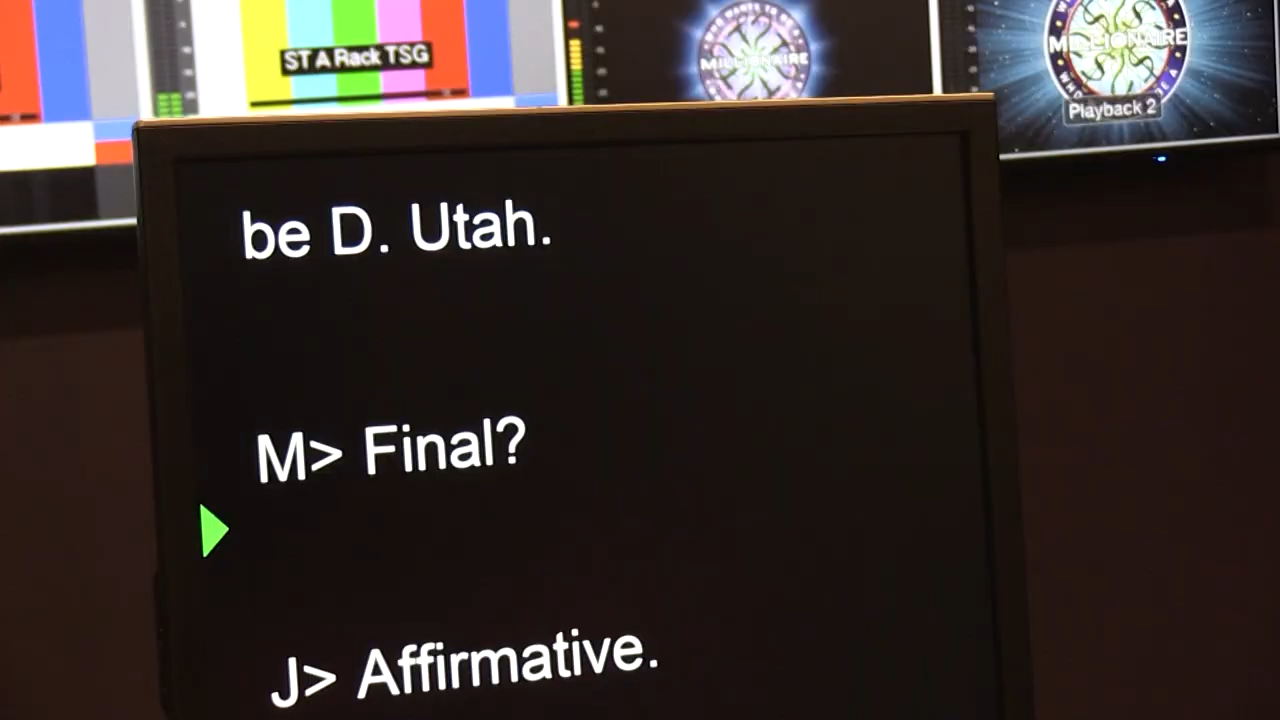 ST A Rack TSG
MILLIONAIRE
MILLIONAIRE
Playback 2
be D. Utah.
M> Final?
J> Affirmative.